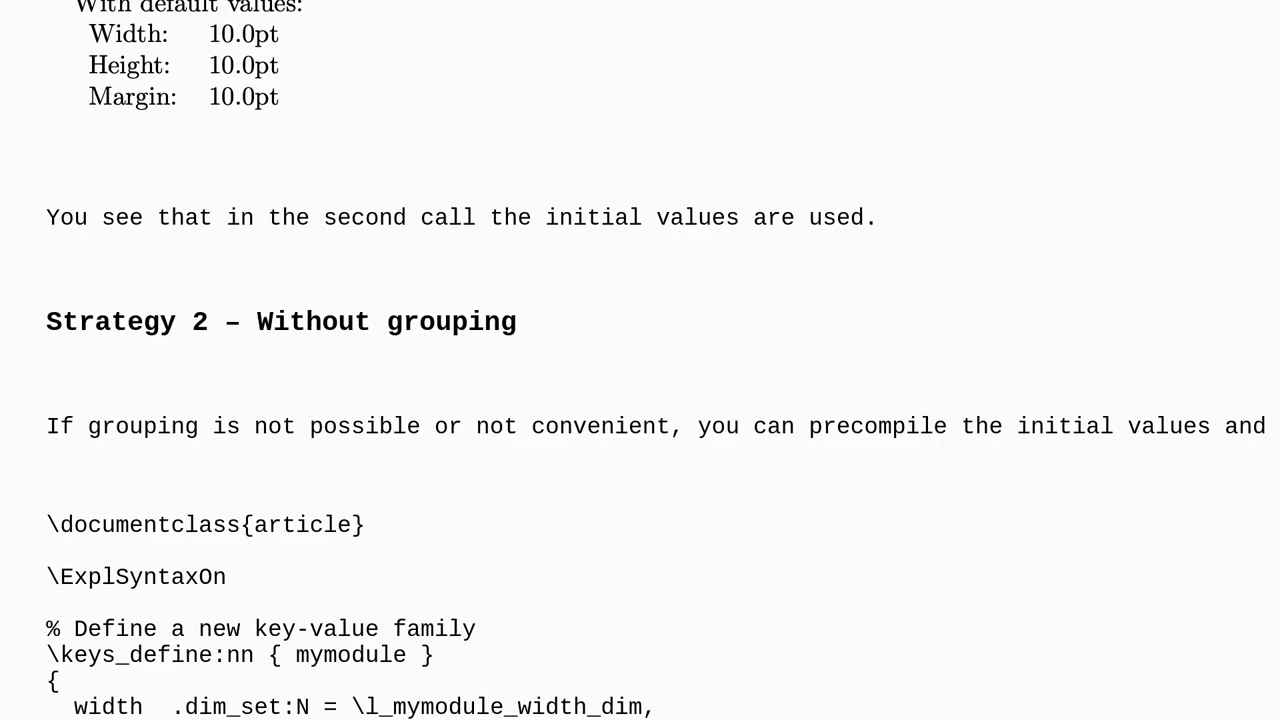 With default values:
Width: 10.0pt
Height: 10.0pt
Margin: 10.0pt
You see that in the second call the initial values are used.
Strategy 2 – Without grouping
If grouping is not possible or not convenient, you can precompile the initial values and
\documentclass{article}
\ExplSyntaxOn
% Define a new key-value family
\keys_define:nn { mymodule }
{
  width  .dim_set:N = \l_mymodule_width_dim,